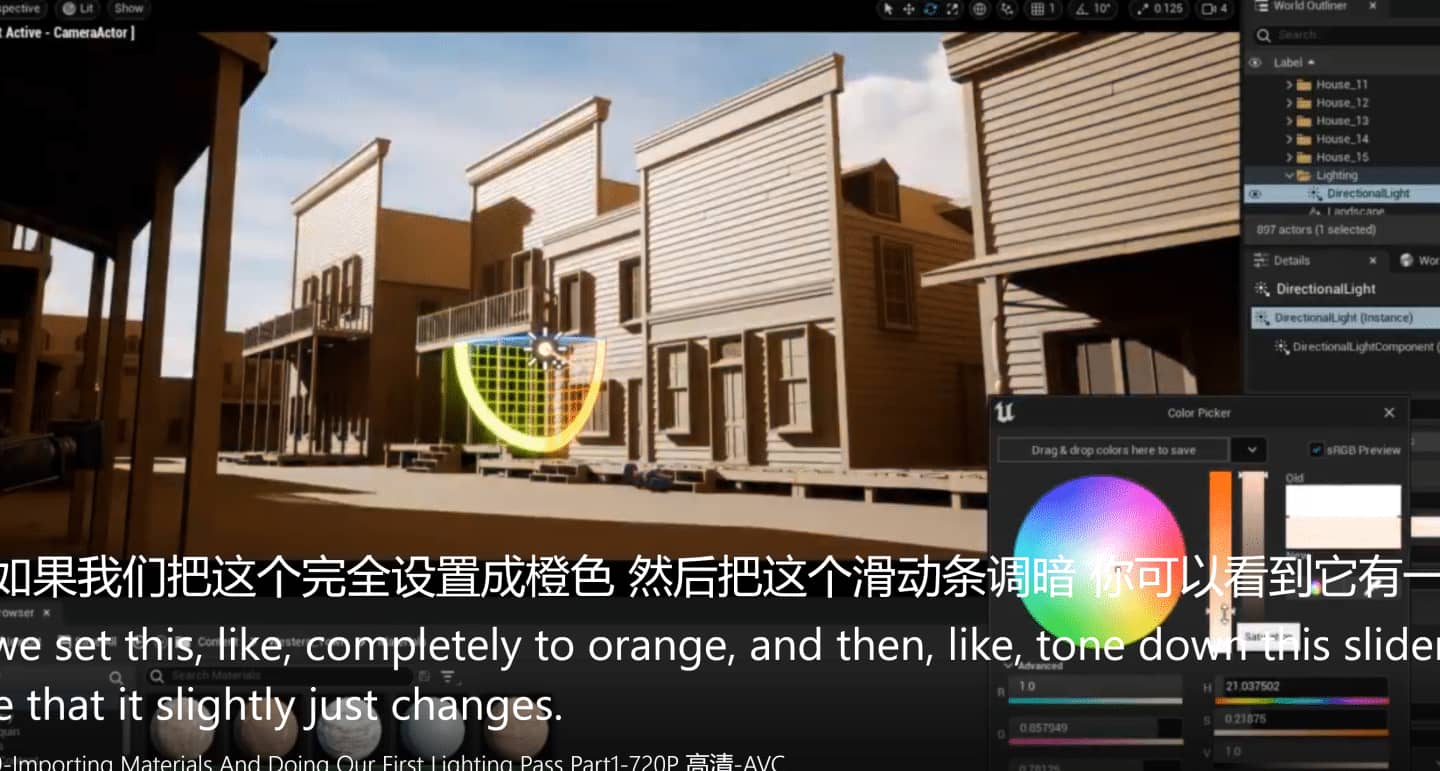 spective Lit Show
1 10° 0.125 4
World Outliner
t Active - CameraActor ]
Search...
Label
House_11
House_12
House_13
House_14
House_15
Lighting
DirectionalLight
Landscape
897 actors (1 selected)
Details Wor
DirectionalLight
DirectionalLight (Instance)
DirectionalLightComponent (
Color Picker
Drag & drop colors here to save
sRGB Preview
Old
New
如果我们把这个完全设置成橙色 然后把这个滑动条调暗 你可以看到它有一
rowser
we set this, like, completely to orange, and then, like, tone down this slider
Search Materials
Advanced
R 1.0
H 21.037502
e that it slightly just changes.
G 0.857949
S 0.21875
V 1.0
0.78125
-Importing Materials And Doing Our First Lighting Pass Part1-720P 高清-AVC